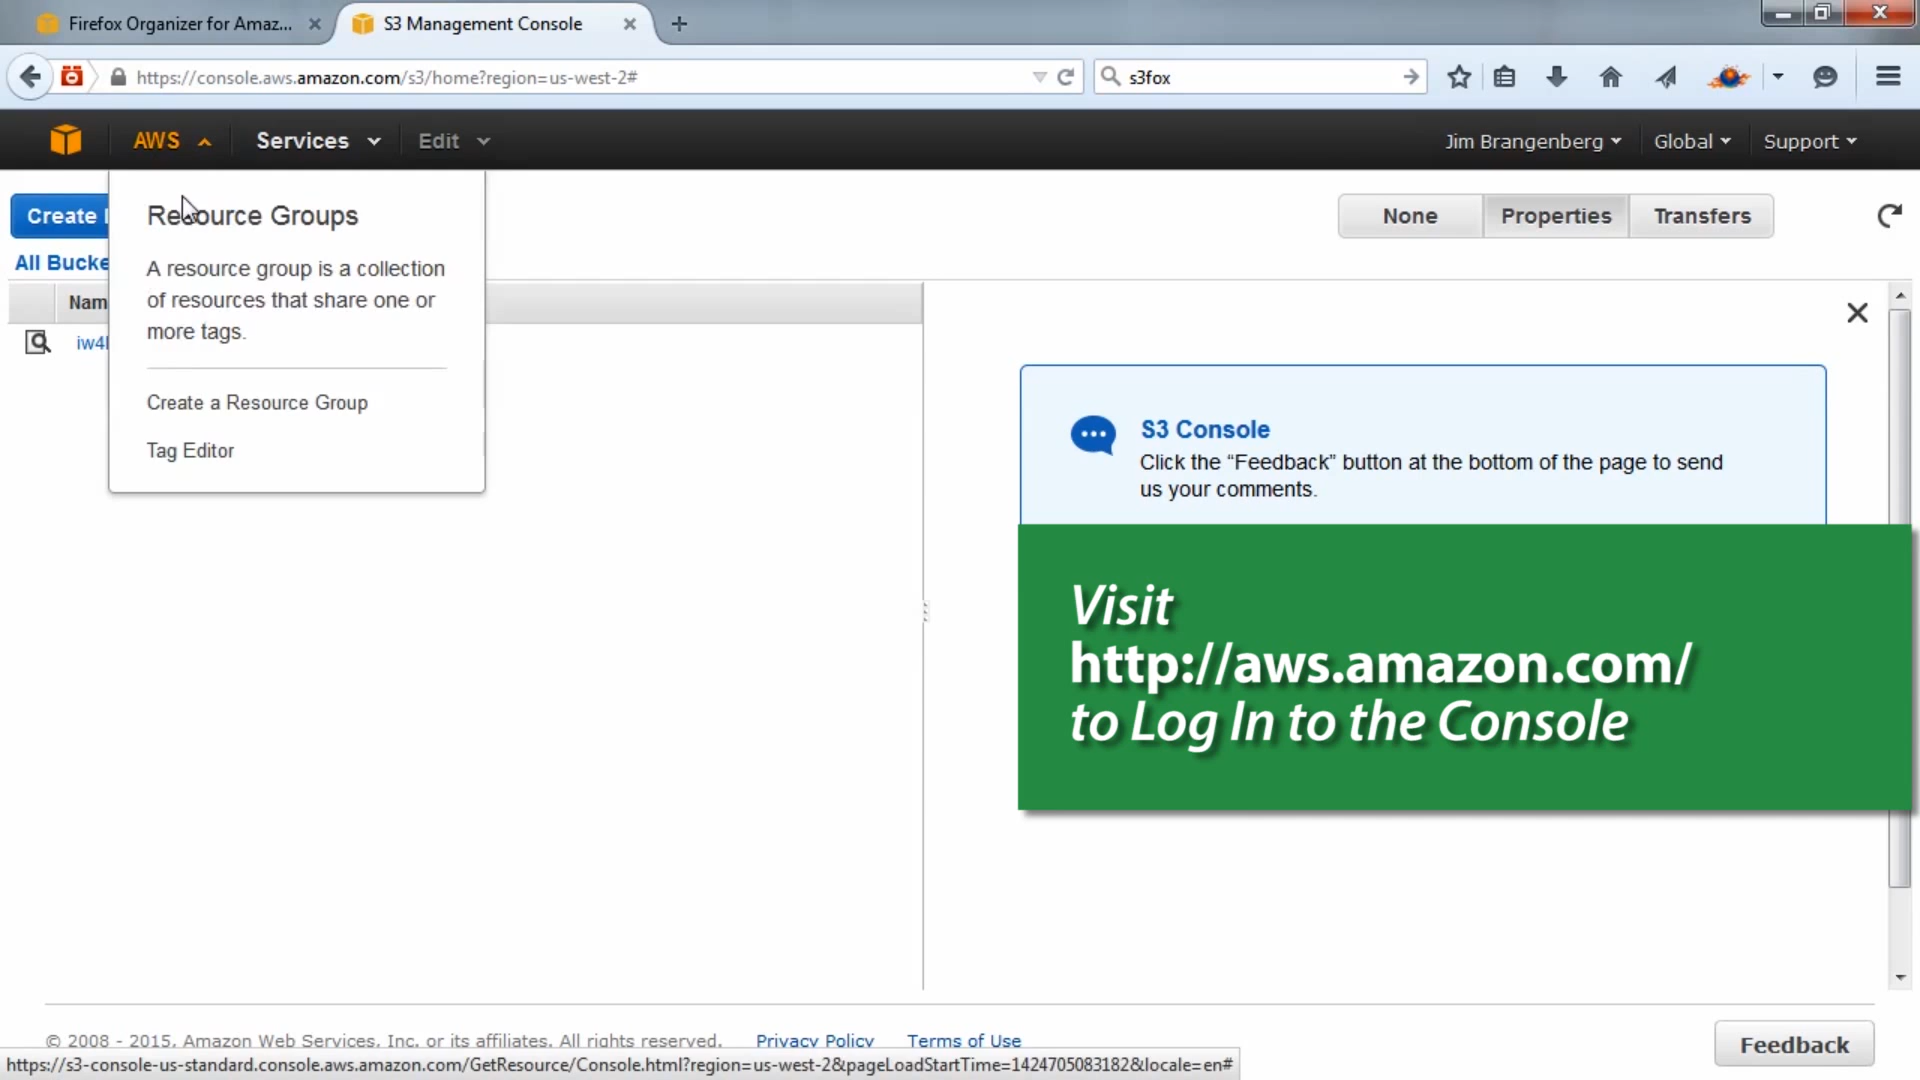 Firefox Organizer for Amaz...
S3 Management Console
https://console.aws.amazon.com/s3/home?region=us-west-2#
s3fox
AWS
Services
Edit
Jim Brangenberg
Global
Support
Create
Resource Groups
None
Properties
Transfers
All Bucke
A resource group is a collection
of resources that share one or
more tags.
Nam
iw4
Create a Resource Group
Tag Editor
S3 Console
Click the “Feedback” button at the bottom of the page to send
us your comments.
Visit
http://aws.amazon.com/
to Log In to the Console
© 2008 - 2015, Amazon Web Services, Inc. or its affiliates. All rights reserved.
Privacy Policy
Terms of Use
Feedback
https://s3-console-us-standard.console.aws.amazon.com/GetResource/Console.html?region=us-west-2&pageLoadStartTime=1424705083182&locale=en#